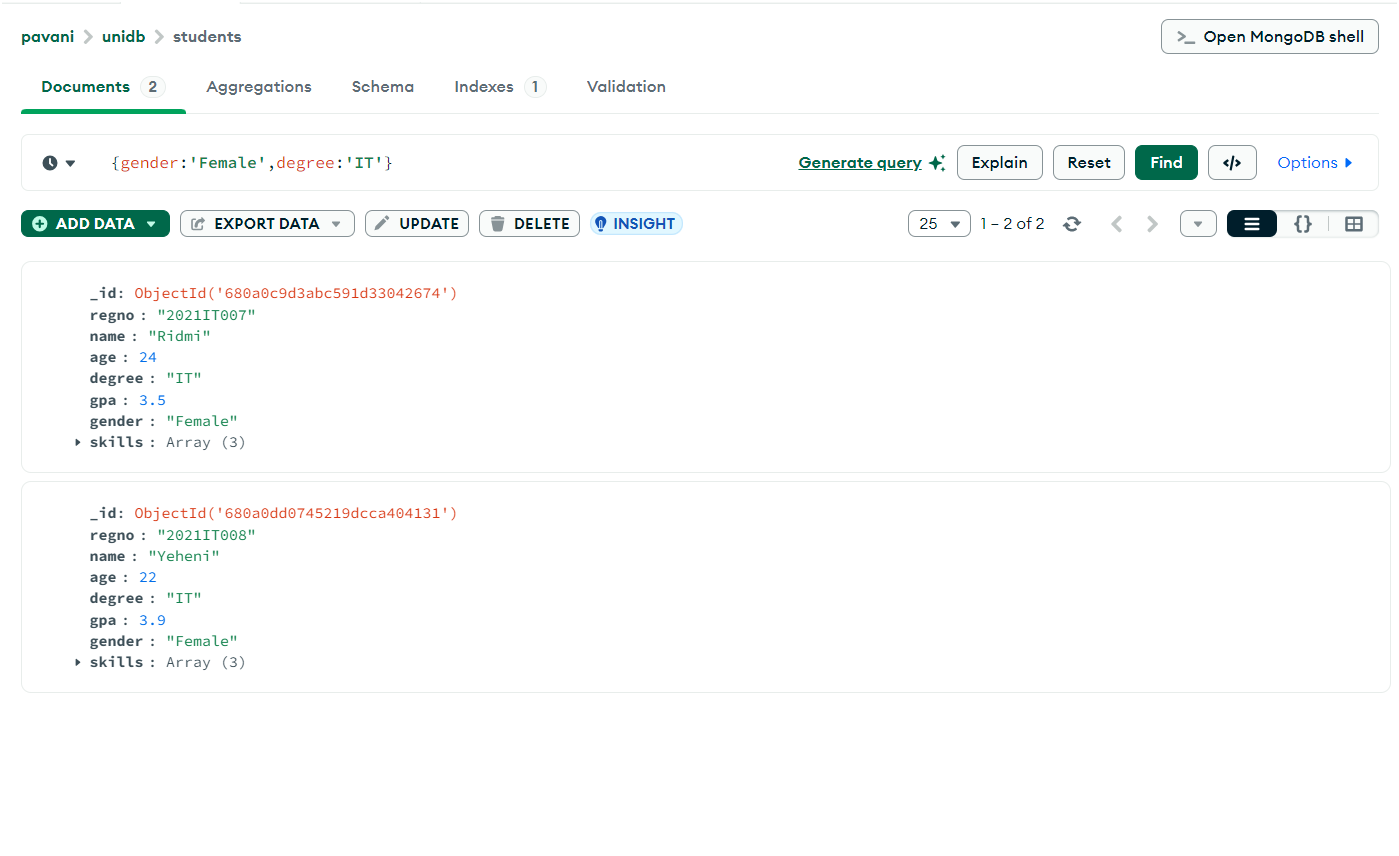 pavani > unidb > students
>_ Open MongoDB shell
Documents 2 Aggregations Schema Indexes 1 Validation
{gender:'Female',degree:'IT'}
Generate query Explain Reset Find </> Options
ADD DATA EXPORT DATA UPDATE DELETE INSIGHT 25 1 – 2 of 2 {}
_id: ObjectId('680a0c9d3abc591d33042674')
regno : "2021IT007"
name : "Ridmi"
age : 24
degree : "IT"
gpa : 3.5
gender : "Female"
skills : Array (3)
_id: ObjectId('680a0dd0745219dcca404131')
regno : "2021IT008"
name : "Yeheni"
age : 22
degree : "IT"
gpa : 3.9
gender : "Female"
skills : Array (3)